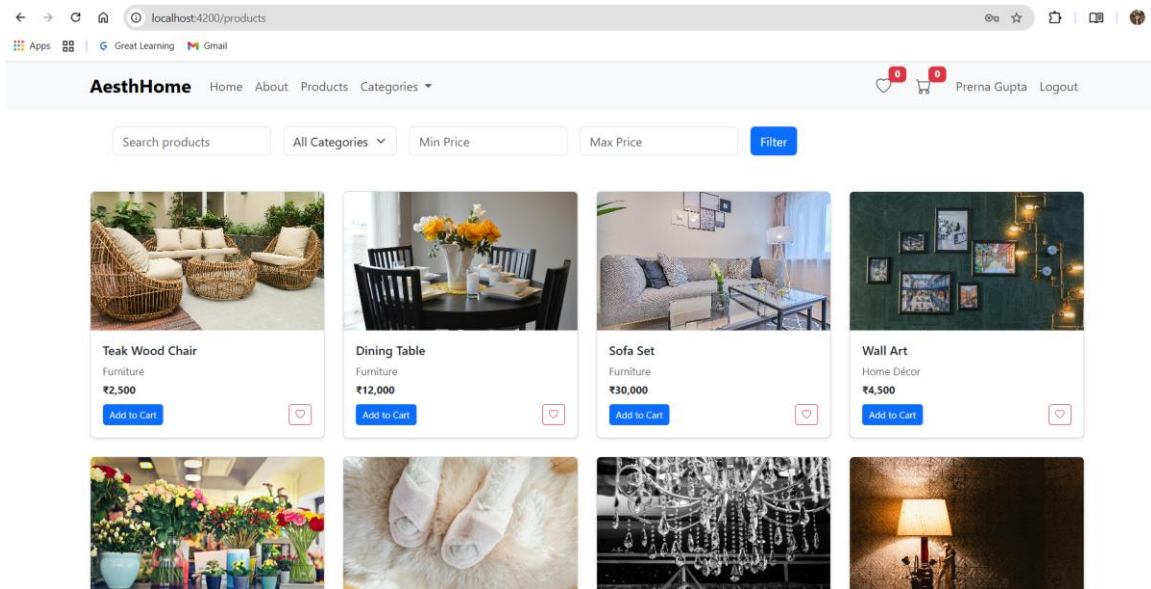 localhost:4200/products
Apps Great Learning Gmail
AesthHome Home About Products Categories 0 0 Prerna Gupta Logout
Search products All Categories Min Price Max Price Filter
Teak Wood Chair Dining Table Sofa Set Wall Art
Furniture Furniture Furniture Home Décor
₹2,500 ₹12,000 ₹30,000 ₹4,500
Add to Cart Add to Cart Add to Cart Add to Cart